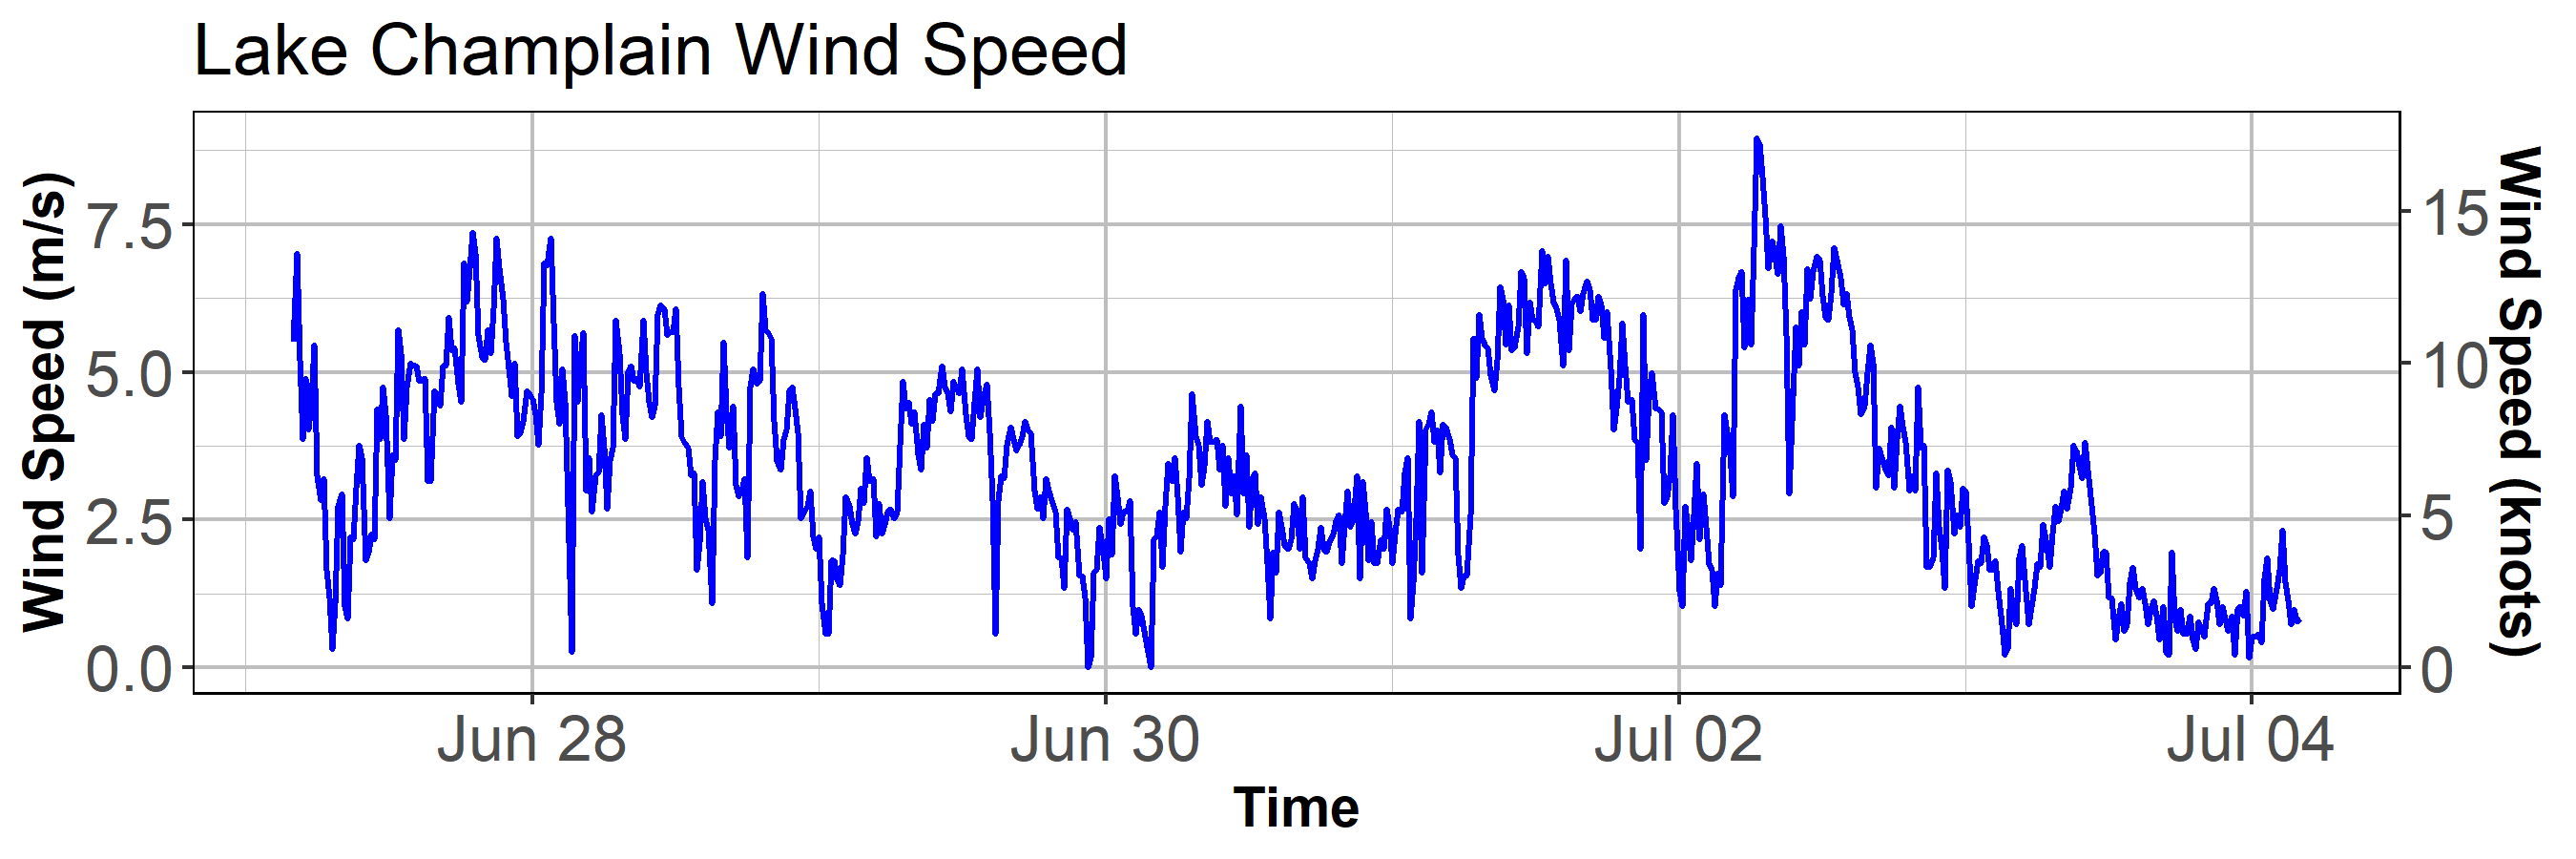 Lake Champlain Wind Speed
Wind Speed (m/s)
7.5
5.0
2.5
0.0
15
10
5
0
Wind Speed (knots)
Jun 28
Jun 30
Jul 02
Jul 04
Time